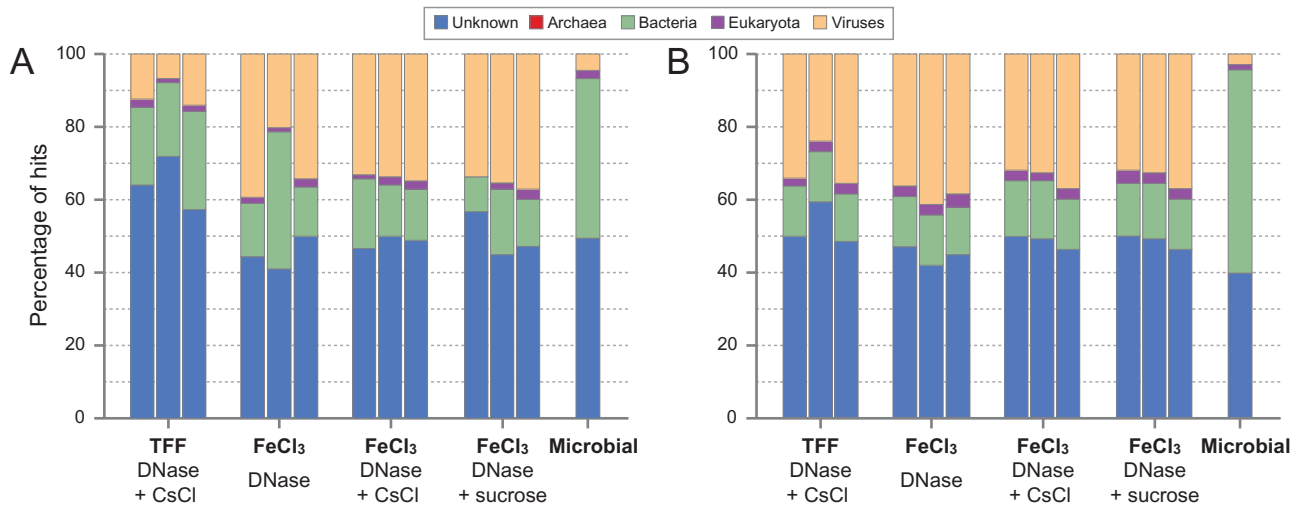 Unknown Archaea Bacteria Eukaryota Viruses
A
B
Percentage of hits
100
80
60
40
20
0
TFF
DNase
+ CsCl
FeCl₃
DNase
FeCl₃
DNase
+ CsCl
FeCl₃
DNase
+ sucrose
Microbial
100
80
60
40
20
0
TFF
DNase
+ CsCl
FeCl₃
DNase
FeCl₃
DNase
+ CsCl
FeCl₃
DNase
+ sucrose
Microbial